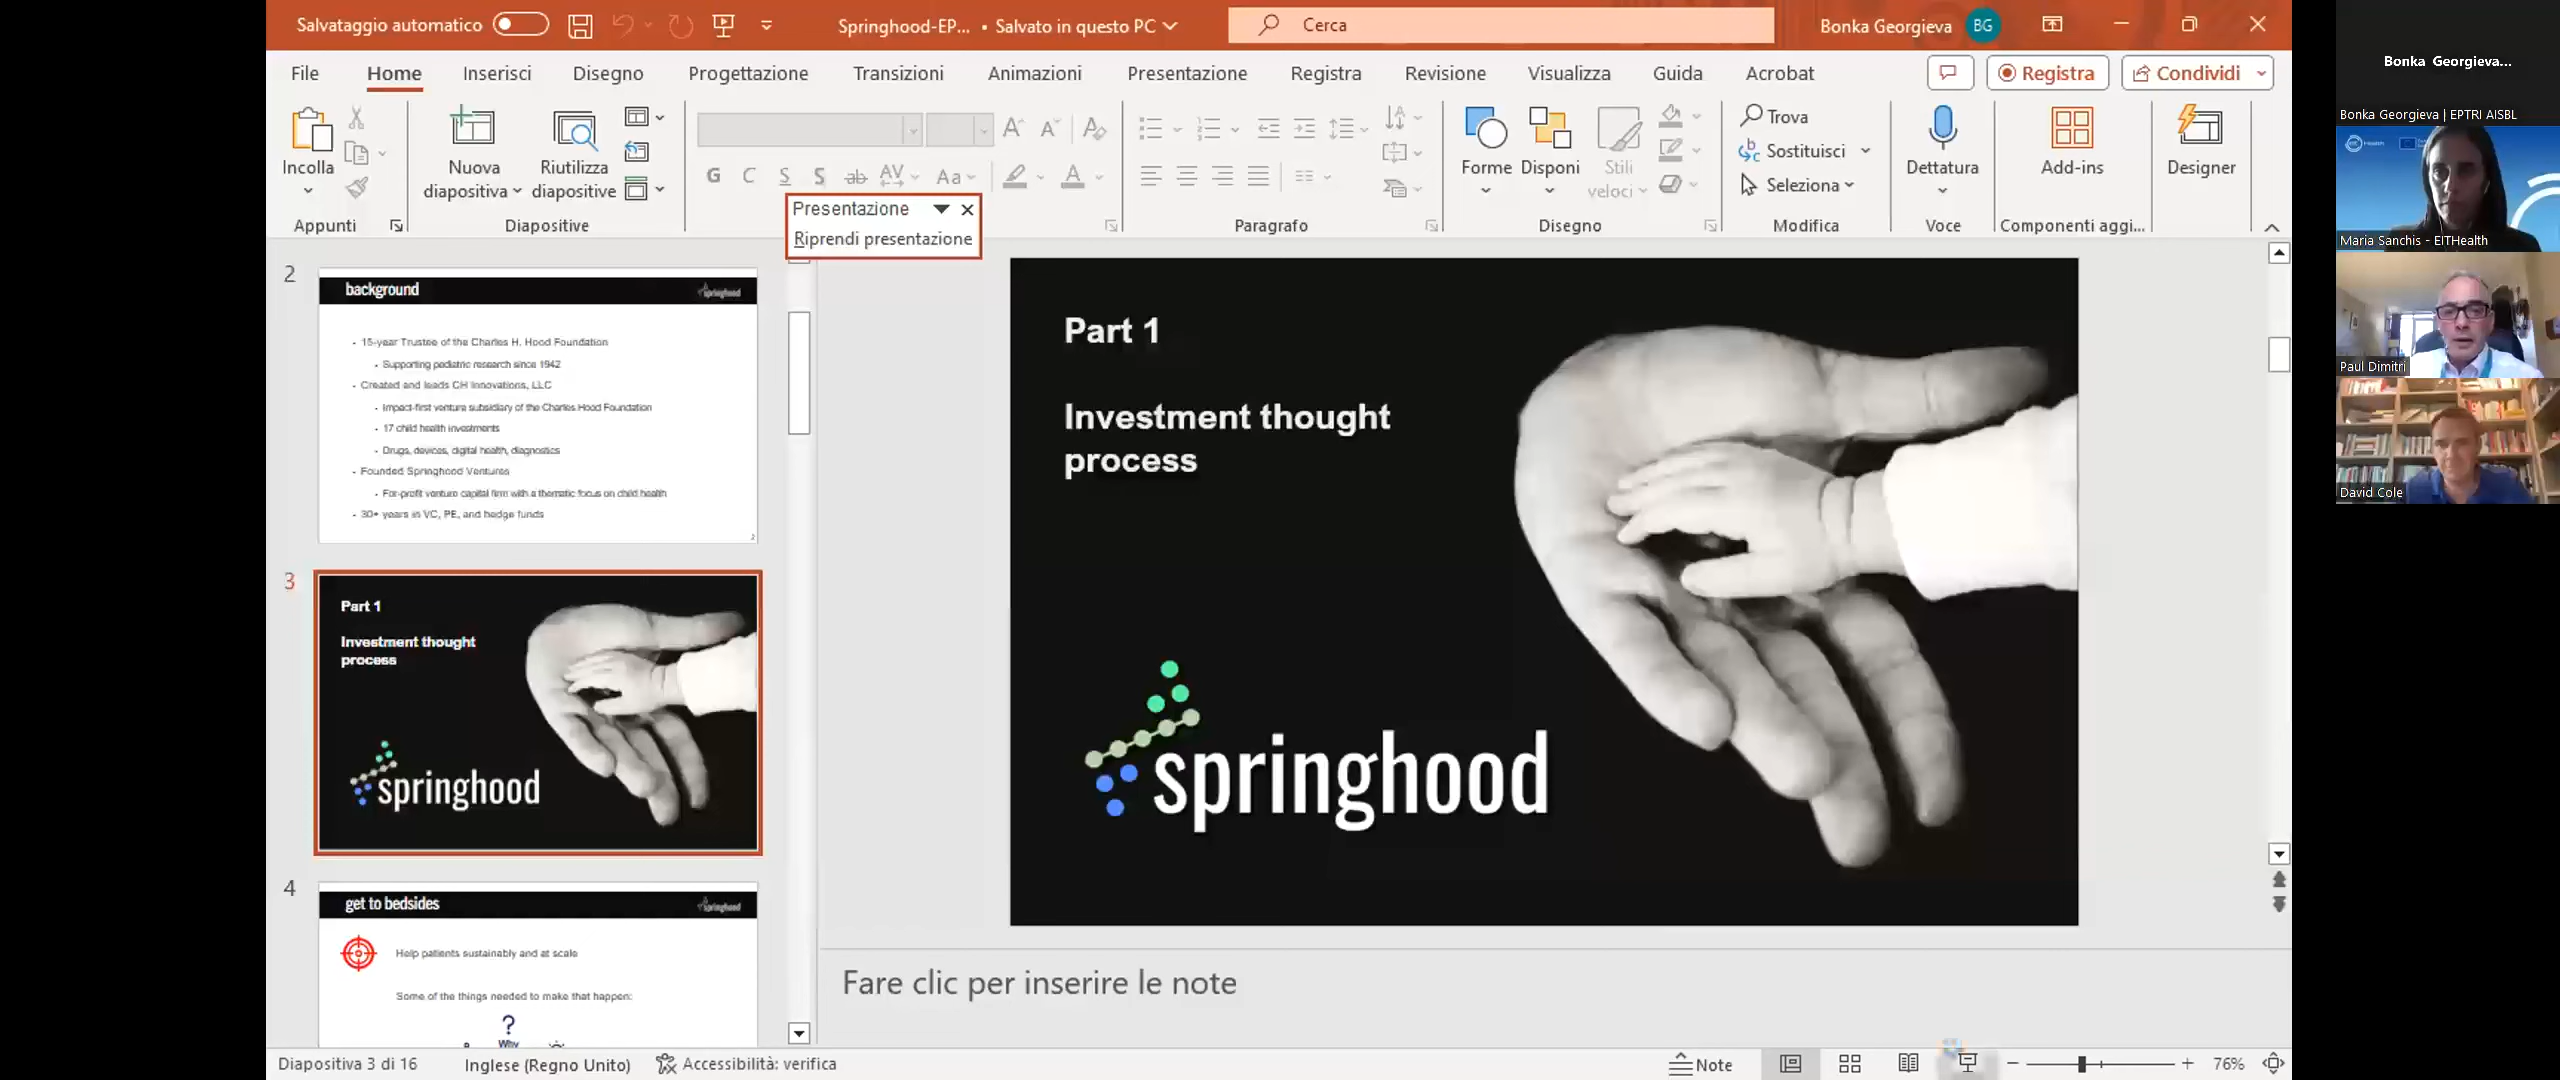 Salvataggio automatico
Springhood-EP... • Salvato in questo PC
Cerca
Bonka Georgieva BG
File Home Inserisci Disegno Progettazione Transizioni Animazioni Presentazione Registra Revisione Visualizza Guida Acrobat
Registra
Condividi
Incolla
Nuova diapositiva
Riutilizza diapositive
G C S S ab AV Aa A
Forme
Disponi
Stili veloci
Trova
Sostituisci
Seleziona
Dettatura
Add-ins
Designer
Appunti
Diapositive
Paragrafo
Disegno
Modifica
Voce
Componenti aggi...
Presentazione
Riprendi presentazione
2
background
springhood
- 15-year Trustee of the Charles H. Hood Foundation
- Supporting pediatric research since 1942
- Created and leads CH Innovations, LLC
- Impact-first venture subsidiary of the Charles Hood Foundation
- 17 child health investments
- Drugs, devices, digital health, diagnostics
- Founded Springhood Ventures
- For-profit venture capital firm with a thematic focus on child health
- 30+ years in VC, PE, and hedge funds
2
3
Part 1
Investment thought
process
springhood
4
get to bedsides
springhood
Help patients sustainably and at scale
Some of the things needed to make that happen:
?
Why
Part 1
Investment thought
process
springhood
Fare clic per inserire le note
Diapositiva 3 di 16
Inglese (Regno Unito)
Accessibilità: verifica
Note
76%
Bonka Georgieva...
Bonka Georgieva | EPTRI AISBL
Maria Sanchis - EITHealth
Paul Dimitri
David Cole